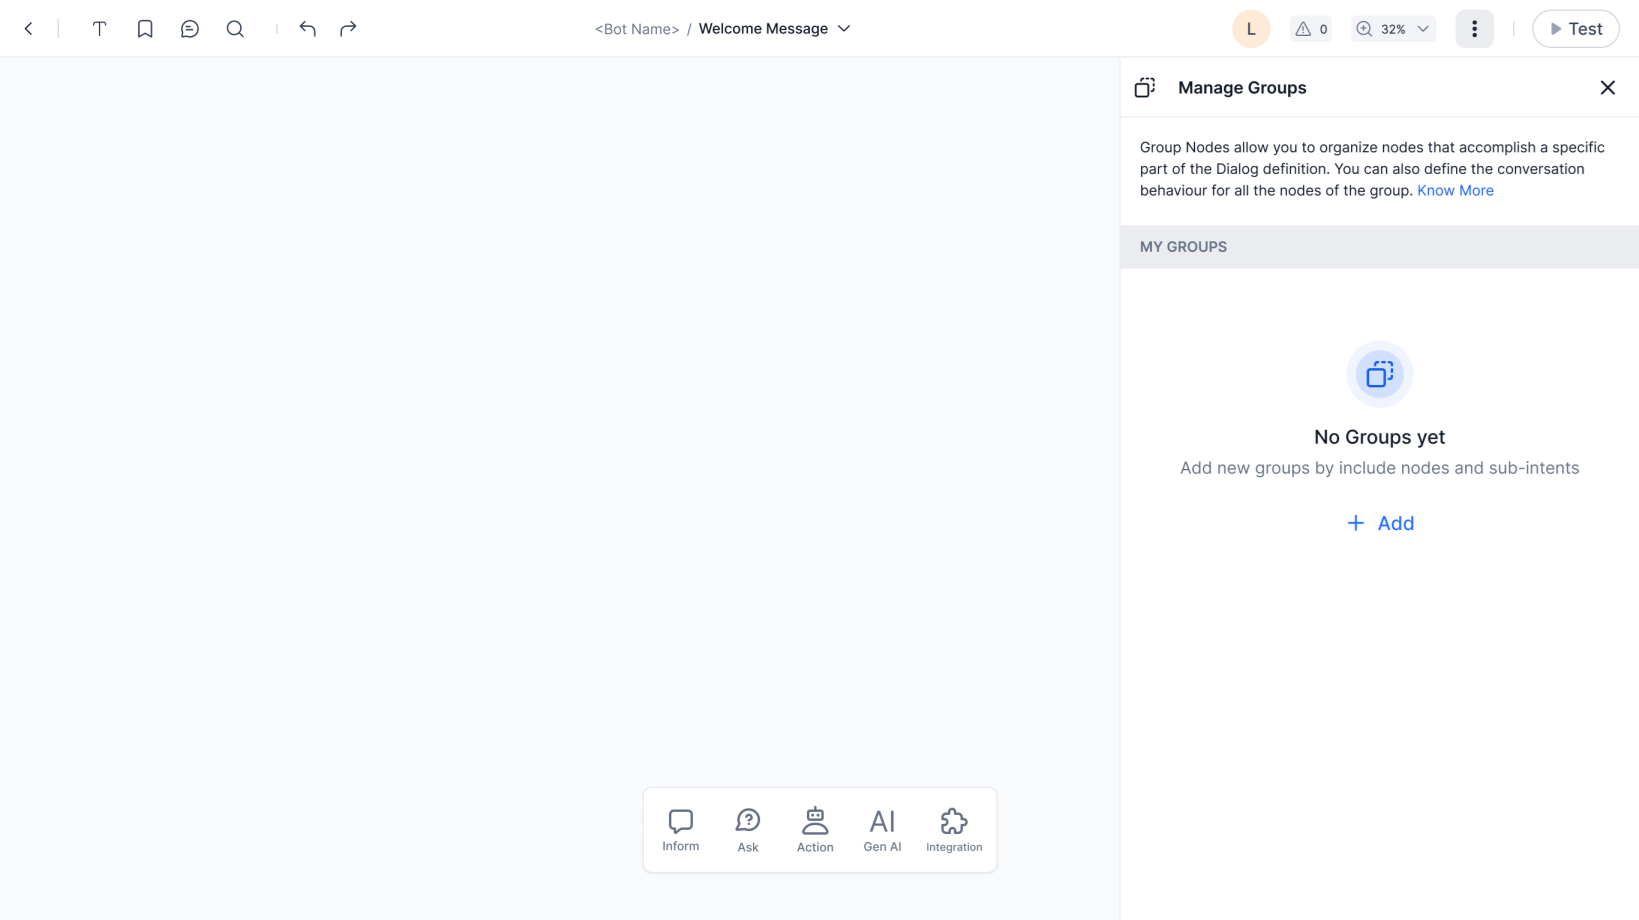 <Bot Name> / Welcome Message
L
0
32%
Test
Manage Groups
Group Nodes allow you to organize nodes that accomplish a specific
part of the Dialog definition. You can also define the conversation
behaviour for all the nodes of the group. Know More
MY GROUPS
No Groups yet
Add new groups by include nodes and sub-intents
+ Add
Inform
Ask
Action
AI
Gen AI
Integration